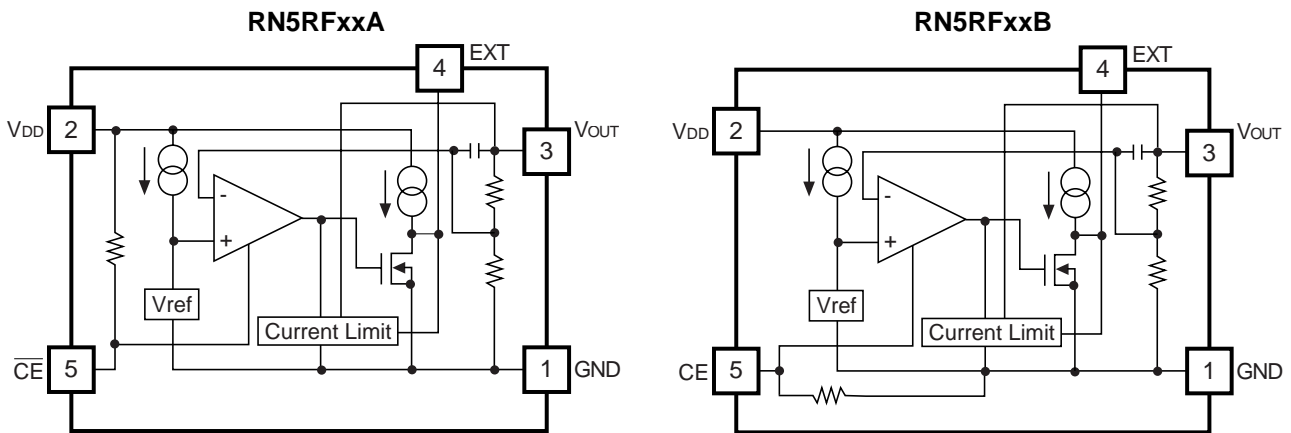 RN5RFxxA
4 EXT
VDD 2
VOUT
3
-
+
Vref
Current Limit
CE 5
1 GND
RN5RFxxB
4 EXT
VDD 2
VOUT
3
-
+
Vref
Current Limit
CE 5
1 GND